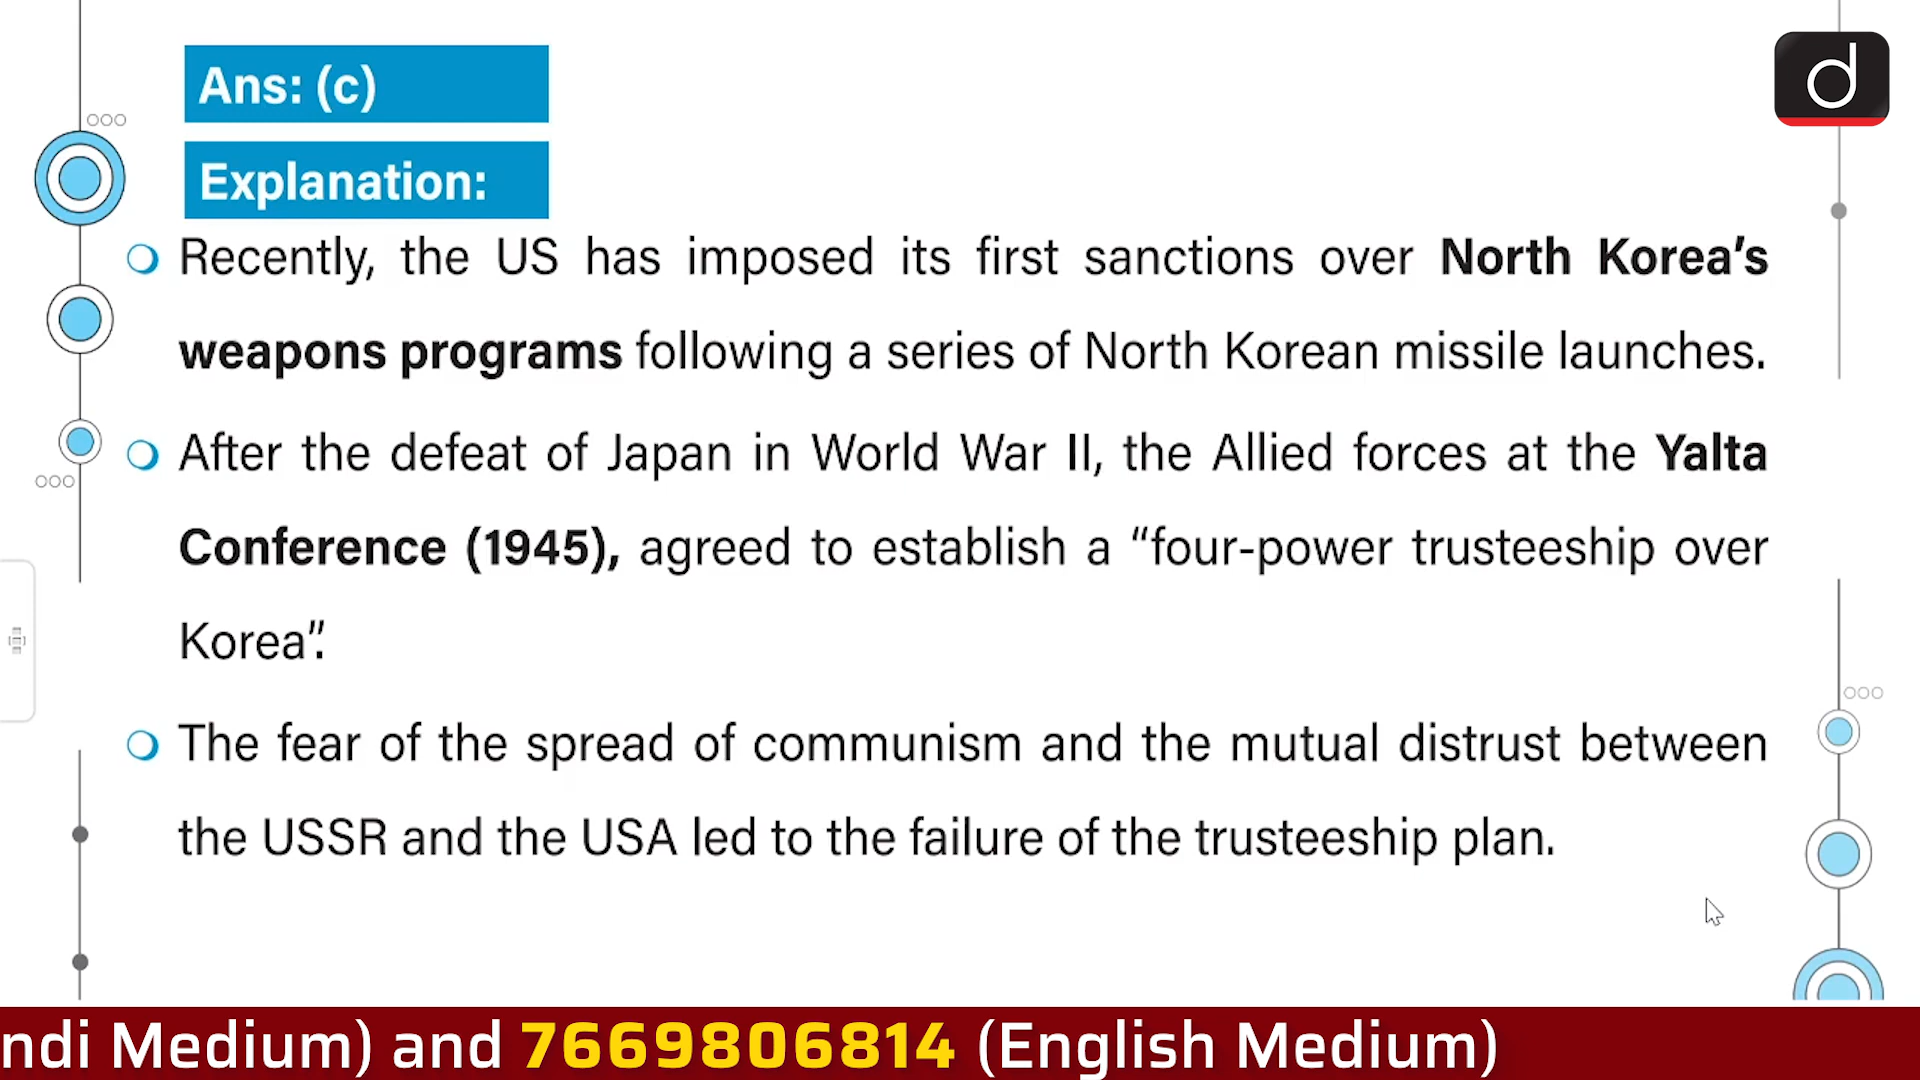 Ans: (c)
d
Explanation:
Recently, the US has imposed its first sanctions over North Korea's
weapons programs following a series of North Korean missile launches.
After the defeat of Japan in World War II, the Allied forces at the Yalta
Conference (1945), agreed to establish a “four-power trusteeship over
Korea”.
The fear of the spread of communism and the mutual distrust between
the USSR and the USA led to the failure of the trusteeship plan.
ndi Medium) and 7669806814 (English Medium)